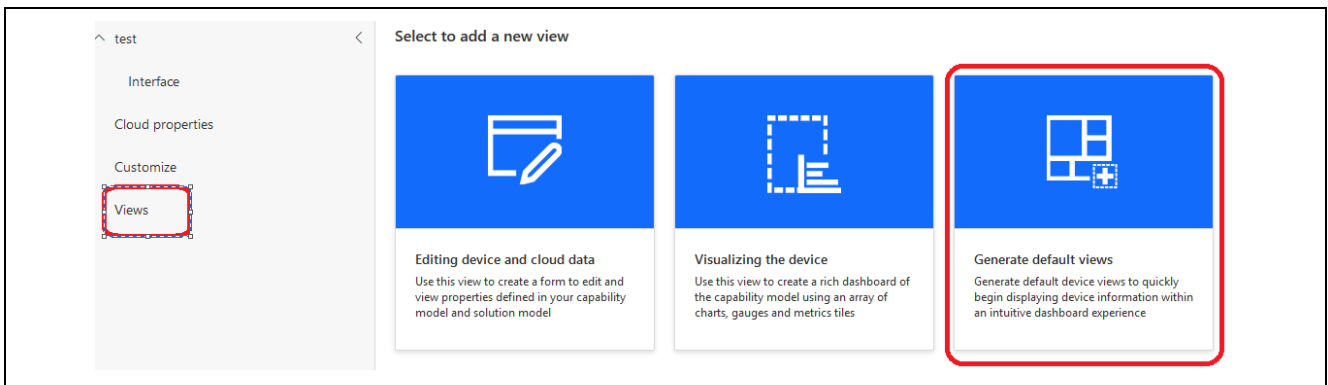 test
Interface
Cloud properties
Customize
Views
Select to add a new view
Editing device and cloud data
Use this view to create a form to edit and
view properties defined in your capability
model and solution model
Visualizing the device
Use this view to create a rich dashboard of
the capability model using an array of
charts, gauges and metrics tiles
Generate default views
Generate default device views to quickly
begin displaying device information within
an intuitive dashboard experience